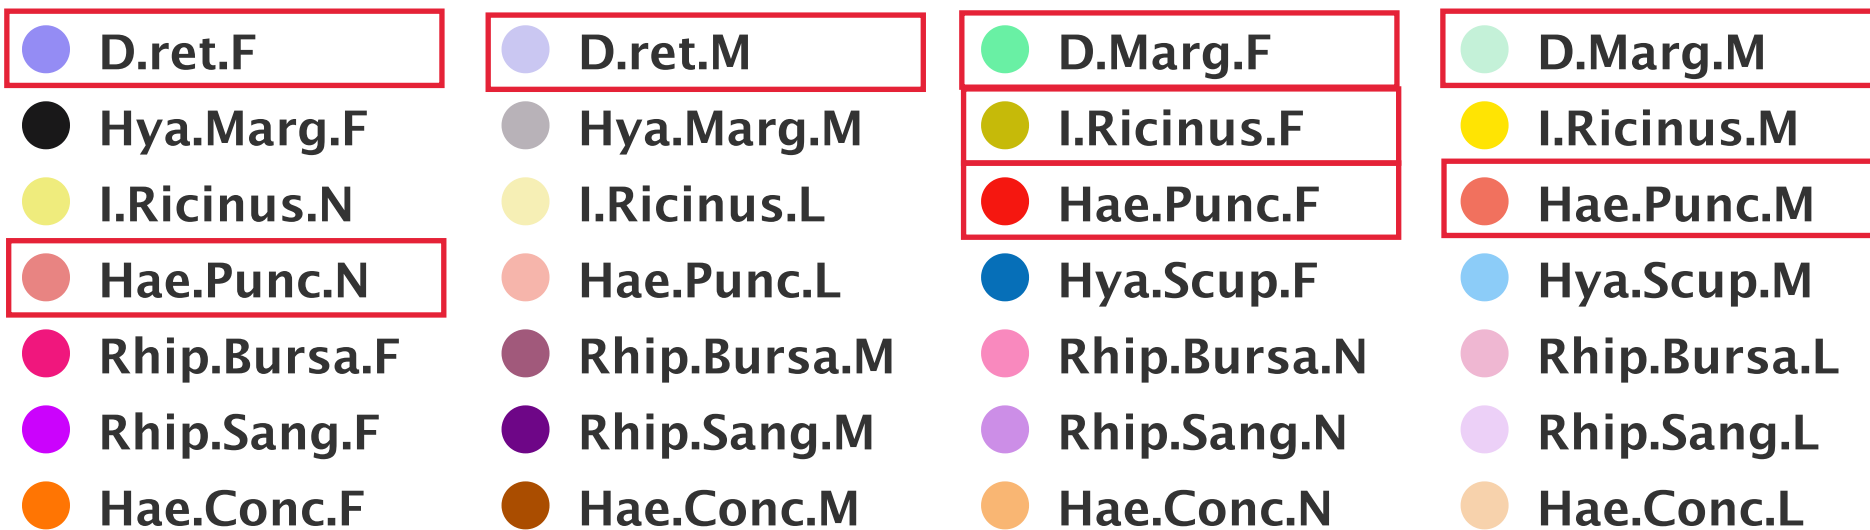 D.ret.F D.ret.M D.Marg.F D.Marg.M
Hya.Marg.F Hya.Marg.M I.Ricinus.F I.Ricinus.M
I.Ricinus.N I.Ricinus.L Hae.Punc.F Hae.Punc.M
Hae.Punc.N Hae.Punc.L Hya.Scup.F Hya.Scup.M
Rhip.Bursa.F Rhip.Bursa.M Rhip.Bursa.N Rhip.Bursa.L
Rhip.Sang.F Rhip.Sang.M Rhip.Sang.N Rhip.Sang.L
Hae.Conc.F Hae.Conc.M Hae.Conc.N Hae.Conc.L